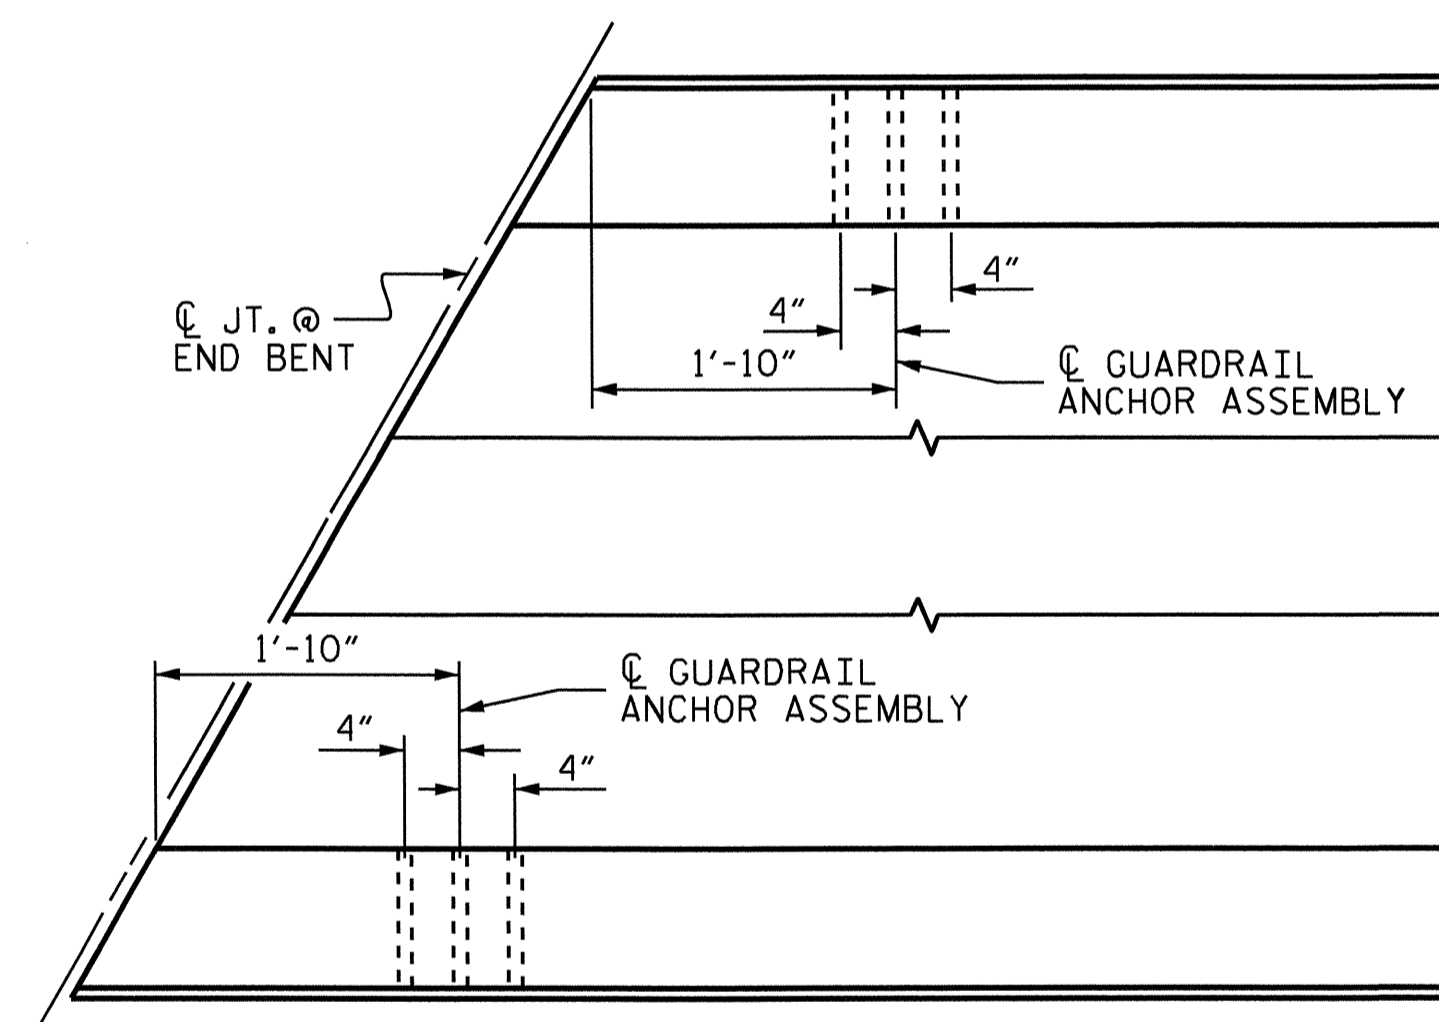 4"
4"
℄ JT. @
END BENT
1'-10"
℄ GUARDRAIL
ANCHOR ASSEMBLY
1'-10"
℄ GUARDRAIL
ANCHOR ASSEMBLY
4"
4"